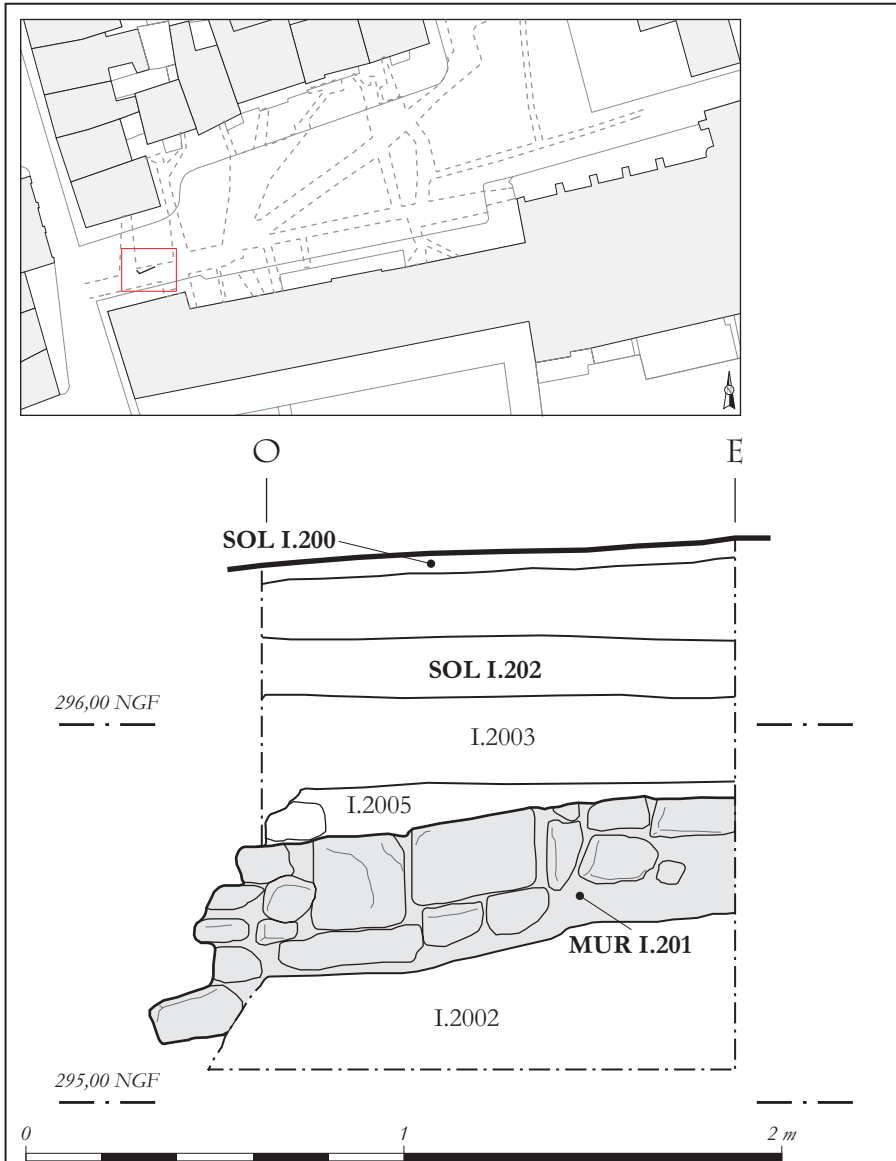 N
O E
SOL I.200
SOL I.202
296,00 NGF
I.2003
I.2005
MUR I.201
I.2002
295,00 NGF
0 1 2 m